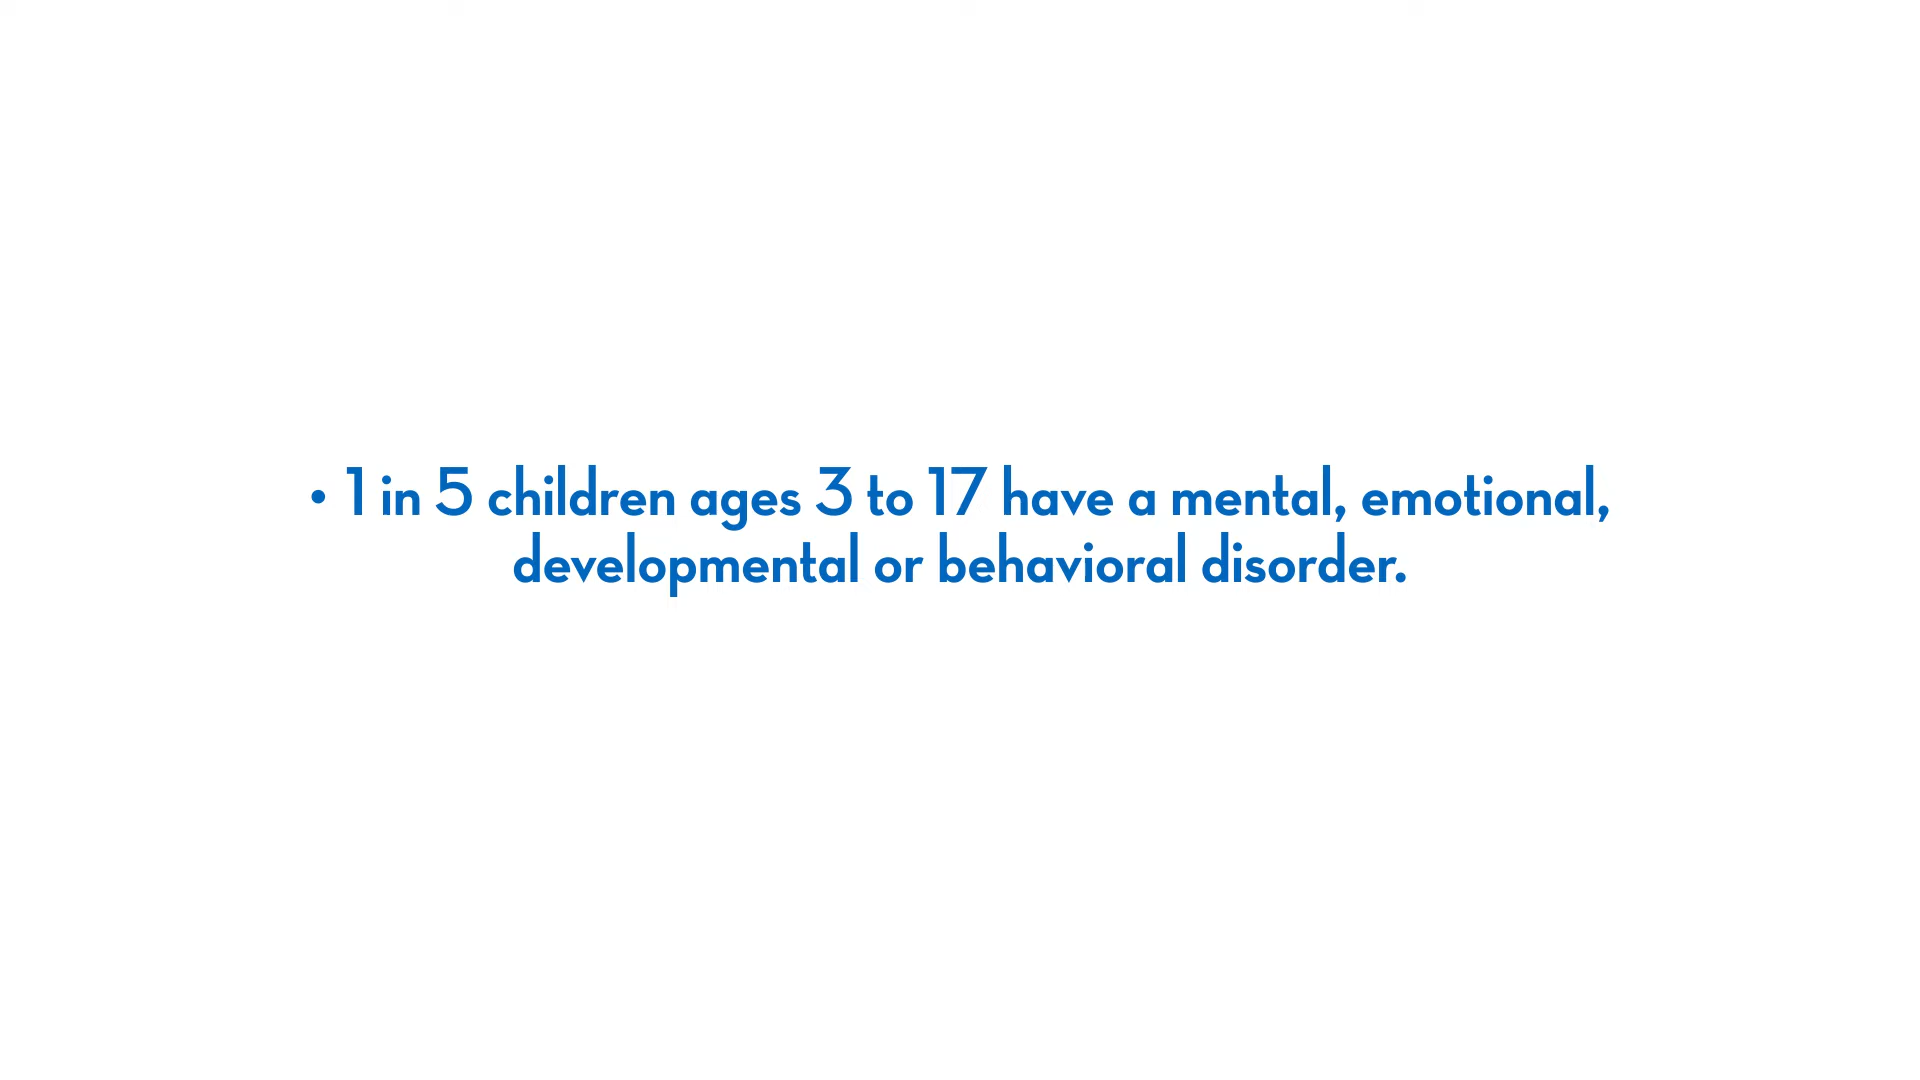 • 1 in 5 children ages 3 to 17 have a mental, emotional,
developmental or behavioral disorder.